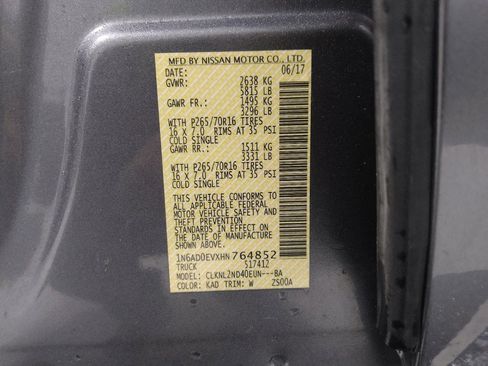 MFD BY NISSAN MOTOR CO., LTD.
DATE: 06/17
GVWR: 2638 KG
5815 LB
GAWR FR.: 1495 KG
3296 LB
WITH P265/70R16 TIRES
16 x 7.0 RIMS AT 35 PSI
COLD SINGLE
GAWR RR.: 1511 KG
3331 LB
WITH P265/70R16 TIRES
16 x 7.0 RIMS AT 35 PSI
COLD SINGLE
THIS VEHICLE CONFORMS TO
ALL APPLICABLE FEDERAL
MOTOR VEHICLE SAFETY AND
THEFT PREVENTION
STANDARDS IN EFFECT ON
THE DATE OF MANUFACTURE
SHOWN ABOVE.
1N6AD0EVXHN764852
TRUCK 517412
MODEL: CLKNL2ND40EUN---BA
COLOR: KAD TRIM: W ZS00A